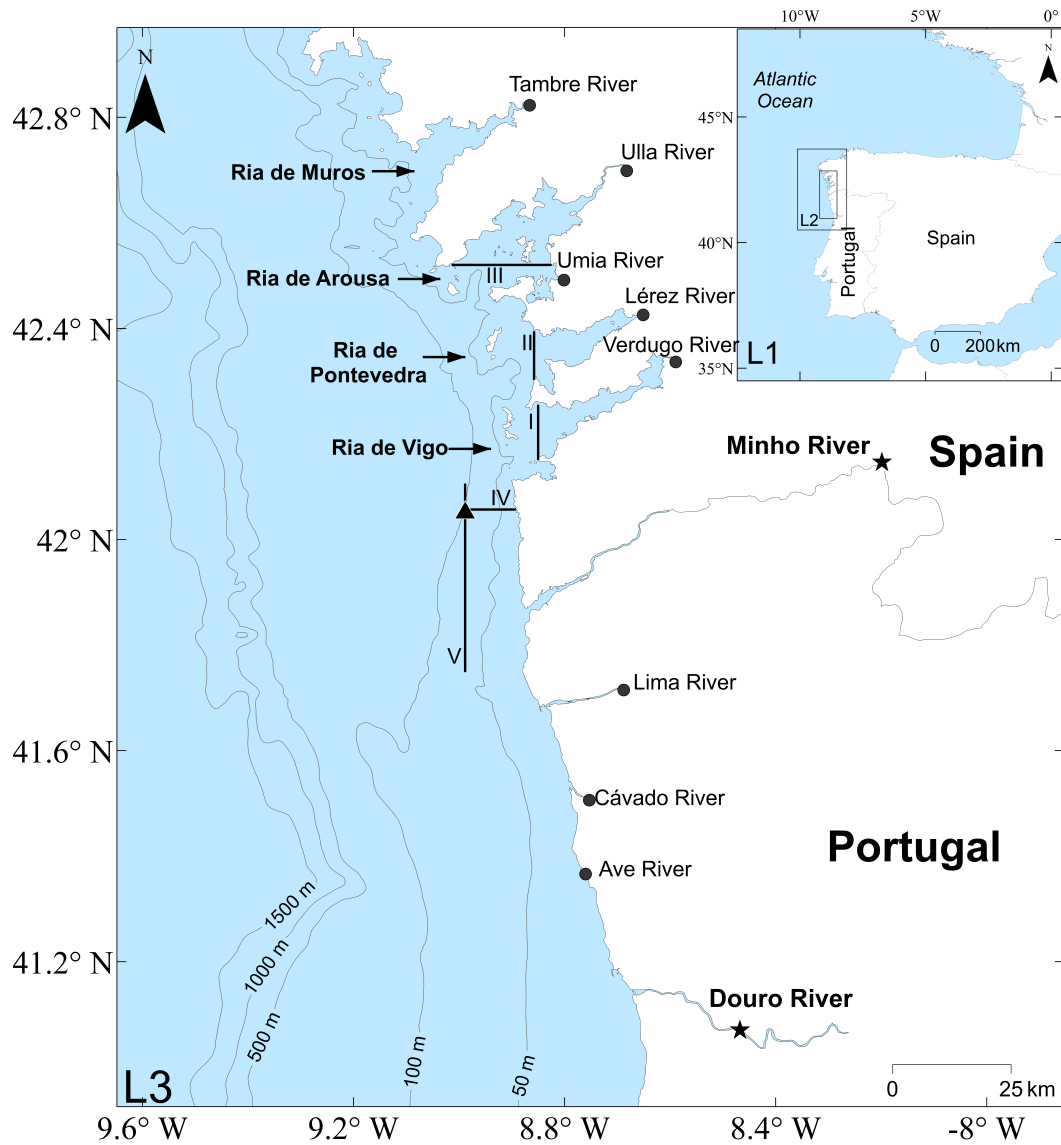 10°W
5°W
0°
N
N
Atlantic
Ocean
45°N
40°N
35°N
L2
Portugal
Spain
0
200 km
L1
42.8° N
42.4° N
42° N
41.6° N
41.2° N
Tambre River
Ulla River
Ria de Muros
Umia River
III
Ria de Arousa
Lérez River
II
Verdugo River
Ria de
Pontevedra
I
Ria de Vigo
Minho River
Spain
IV
V
Lima River
Cávado River
Portugal
Ave River
1500 m
1000 m
500 m
100 m
50 m
Douro River
L3
0
25 km
9.6° W
9.2° W
8.8° W
8.4° W
-8° W